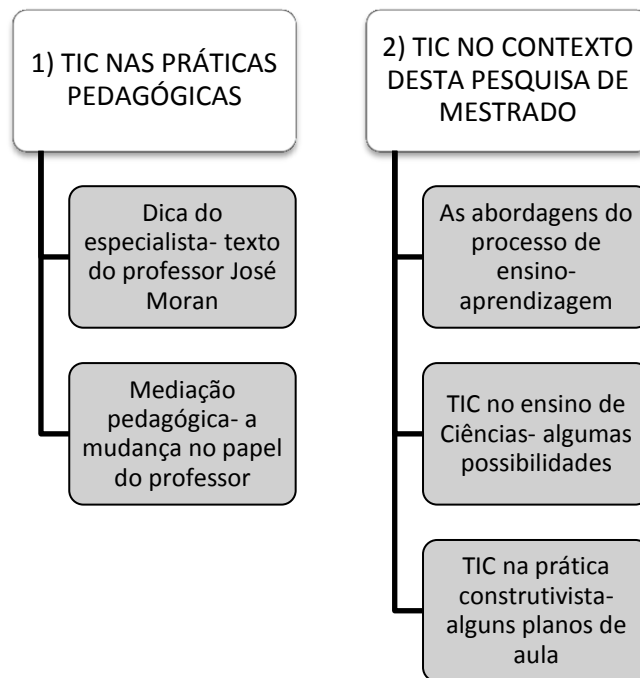 1) TIC NAS PRÁTICAS
PEDAGÓGICAS
Dica do
especialista- texto
do professor José
Moran
Mediação
pedagógica- a
mudança no papel
do professor
2) TIC NO CONTEXTO
DESTA PESQUISA DE
MESTRADO
As abordagens do
processo de
ensino-
aprendizagem
TIC no ensino de
Ciências- algumas
possibilidades
TIC na prática
construtivista-
alguns planos de
aula